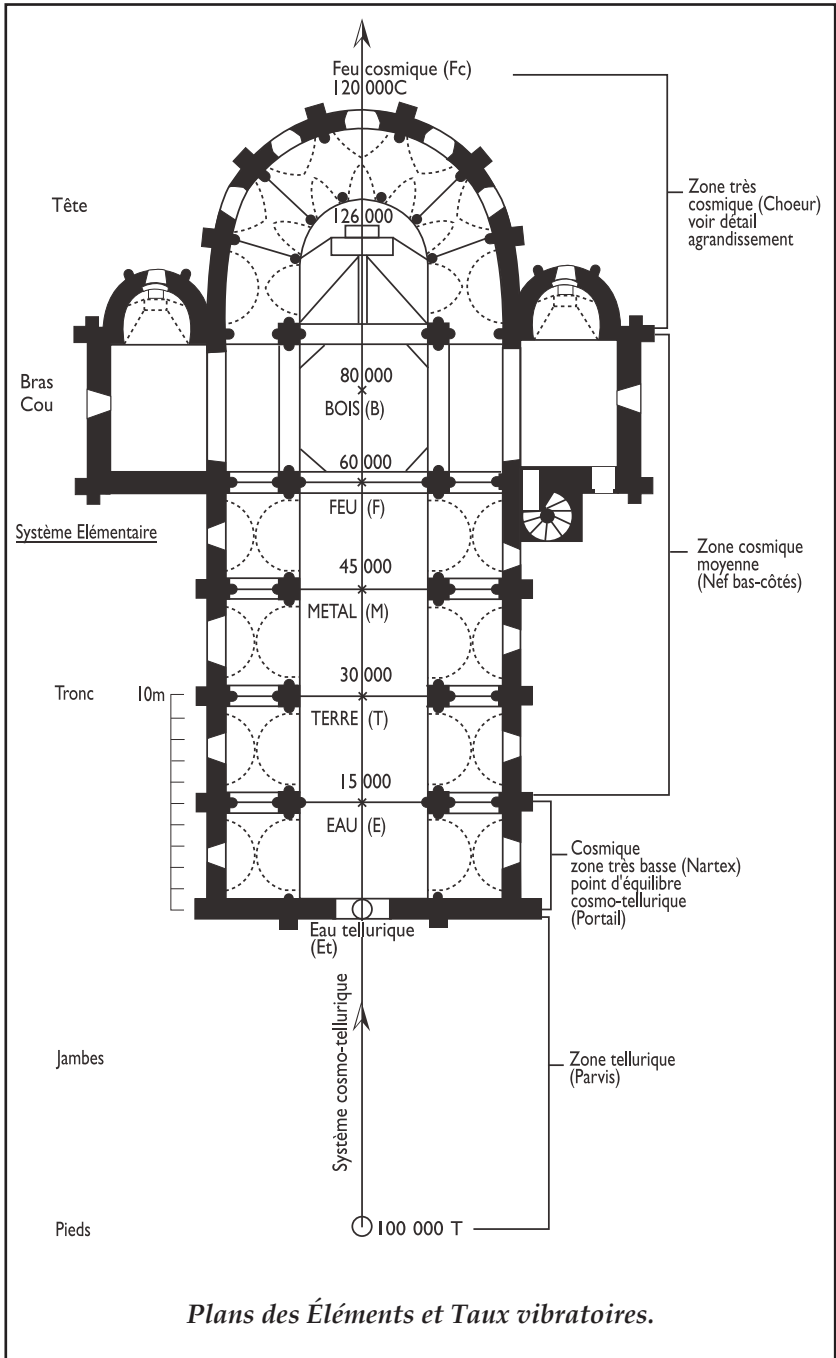 Feu cosmique (Fc)
120 000C
Zone très
cosmique (Choeur)
voir détail
agrandissement
Tête
126 000
Bras
Cou
80 000
BOIS (B)
60 000
FEU (F)
Système Elémentaire
45 000
METAL (M)
Zone cosmique
moyenne
(Nef bas-côtés)
30 000
Tronc
10m
TERRE (T)
15 000
EAU (E)
Cosmique
zone très basse (Nartex)
point d'équilibre
cosmo-tellurique
(Portail)
Eau tellurique
(Et)
Système cosmo-tellurique
Jambes
Zone tellurique
(Parvis)
Pieds
100 000 T
Plans des Éléments et Taux vibratoires.